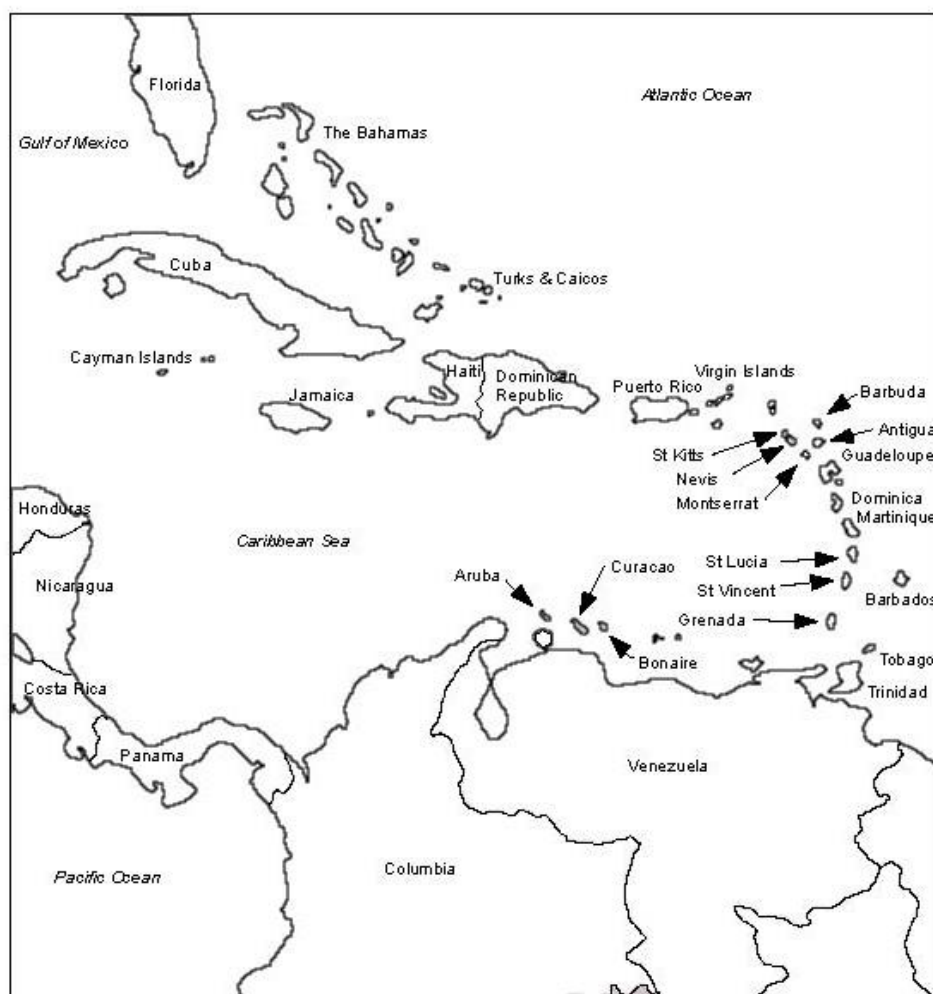 Florida
Atlantic Ocean
Gulf of Mexico
The Bahamas
Cuba
Turks & Caicos
Cayman Islands
Haiti
Dominican
Republic
Jamaica
Puerto Rico
Virgin Islands
Barbuda
Antigua
St Kitts
Guadeloupe
Nevis
Montserrat
Dominica
Martinique
Honduras
Caribbean Sea
St Lucia
Nicaragua
Aruba
Curacao
St Vincent
Barbados
Grenada
Bonaire
Tobago
Costa Rica
Trinidad
Panama
Venezuela
Columbia
Pacific Ocean